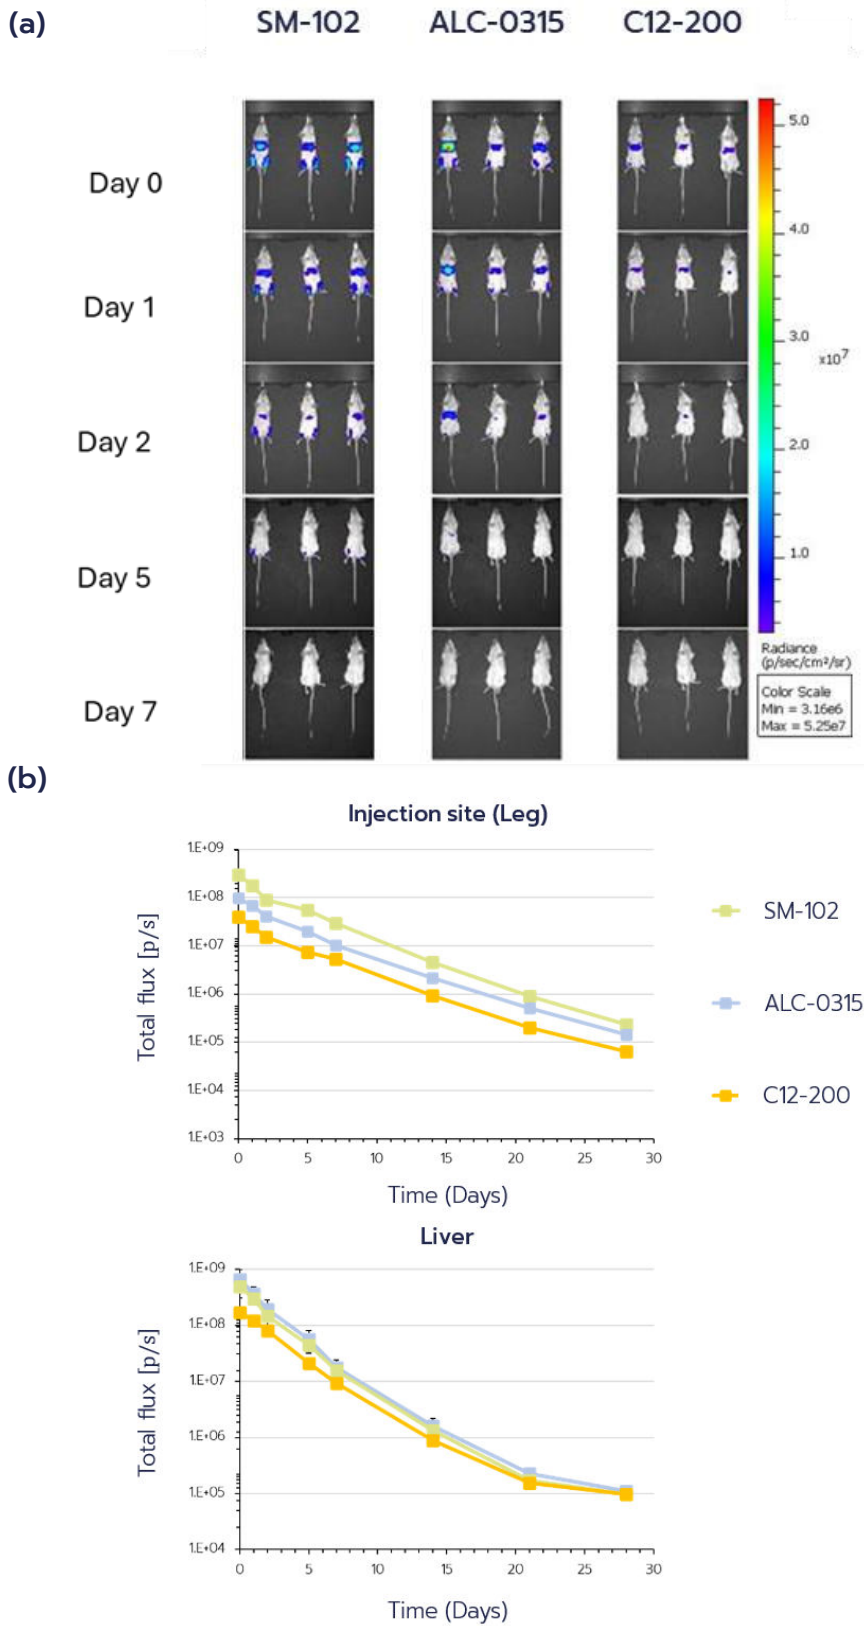 (a)
SM-102 ALC-0315 C12-200
Day 0
Day 1
Day 2
Day 5
Day 7
5.0
4.0
3.0
x10⁷
2.0
1.0
Radiance
(p/sec/cm²/sr)
Color Scale
Min = 3.16e6
Max = 5.25e7
(b)
Injection site (Leg)
Total flux [p/s]
1.E+09
1.E+08
1.E+07
1.E+06
1.E+05
1.E+04
1.E+03
0 5 10 15 20 25 30
Time (Days)
SM-102
ALC-0315
C12-200
Liver
Total flux [p/s]
1.E+09
1.E+08
1.E+07
1.E+06
1.E+05
1.E+04
0 5 10 15 20 25 30
Time (Days)